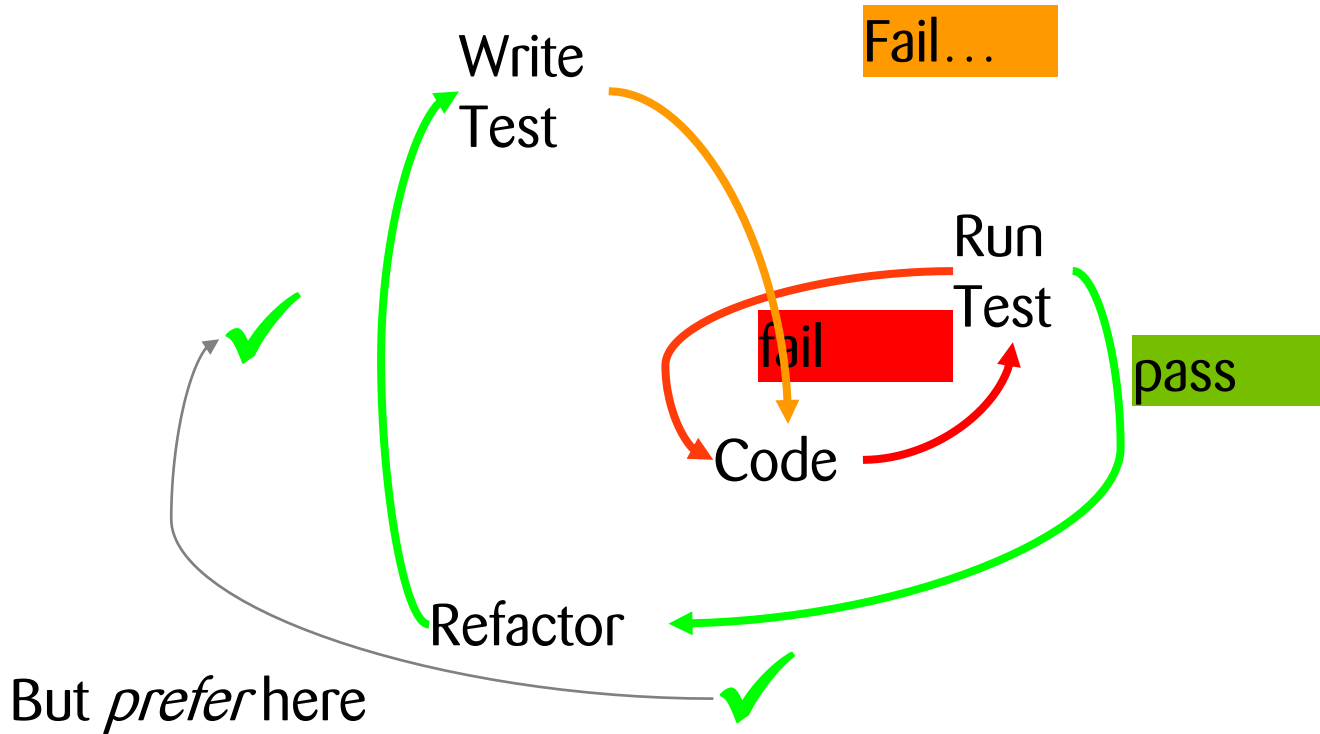 Fail...
Write
Test
Run
Test
fail
pass
Code
Refactor
But prefer here